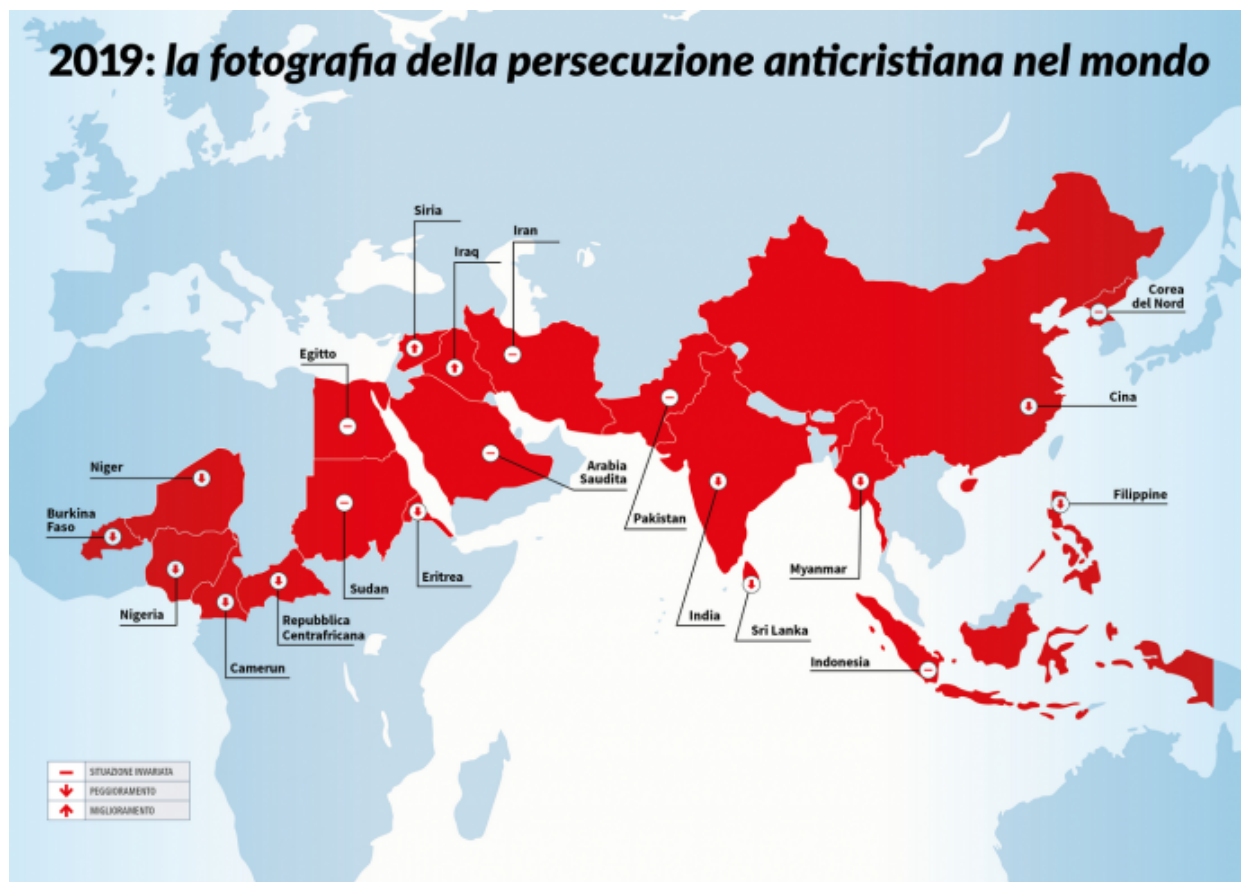 2019: la fotografia della persecuzione anticristiana nel mondo
Siria
Iran
Iraq
Corea
del Nord
Egitto
Cina
Niger
Arabia
Saudita
Filippine
Burkina
Faso
Pakistan
Myanmar
Eritrea
Sudan
Nigeria
Repubblica
Centrafricana
India
Sri Lanka
Camerun
Indonesia
SITUAZIONE INVARIATA
PEGGIORAMENTO
MIGLIORAMENTO